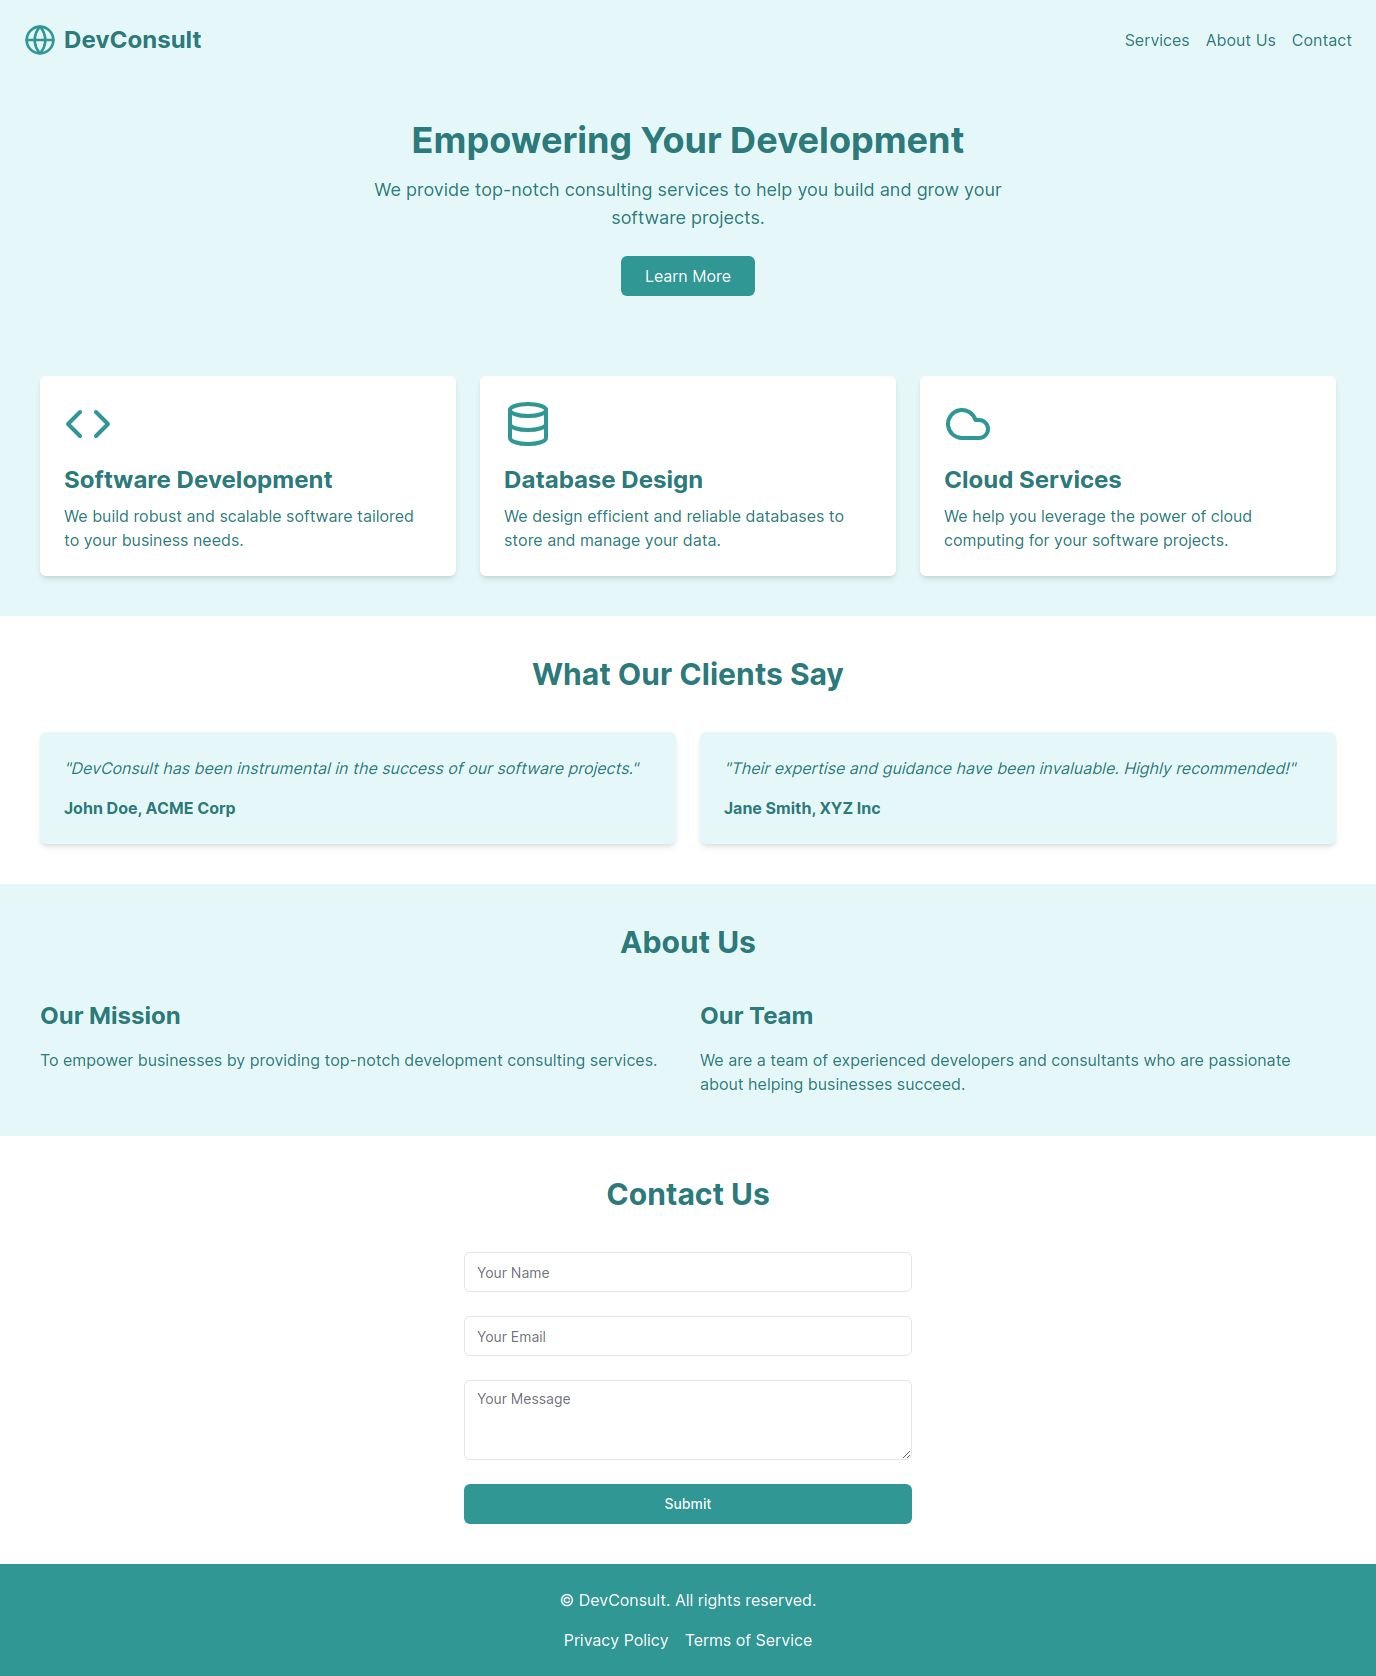 DevConsult
Services About Us Contact
Empowering Your Development
We provide top-notch consulting services to help you build and grow your
software projects.
Learn More
Software Development
We build robust and scalable software tailored
to your business needs.
Database Design
We design efficient and reliable databases to
store and manage your data.
Cloud Services
We help you leverage the power of cloud
computing for your software projects.
What Our Clients Say
"DevConsult has been instrumental in the success of our software projects."
John Doe, ACME Corp
"Their expertise and guidance have been invaluable. Highly recommended!"
Jane Smith, XYZ Inc
About Us
Our Mission
To empower businesses by providing top-notch development consulting services.
Our Team
We are a team of experienced developers and consultants who are passionate
about helping businesses succeed.
Contact Us
Your Name
Your Email
Your Message
Submit
© DevConsult. All rights reserved.
Privacy Policy Terms of Service